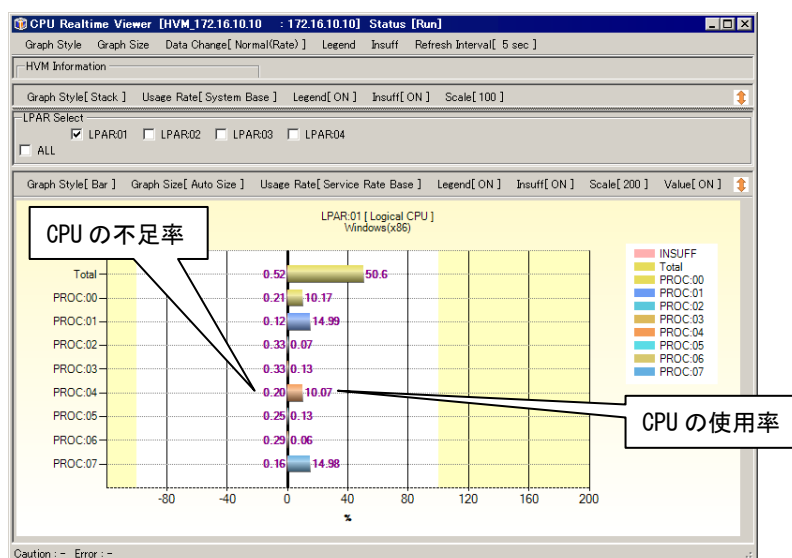 CPU Realtime Viewer [HVM_172.16.10.10 : 172.16.10.10] Status [Run]
Graph Style Graph Size Data Change[ Normal(Rate) ] Legend Insuff Refresh Interval[ 5 sec ]
HVM Information
Graph Style[ Stack ] Usage Rate[ System Base ] Legend[ ON ] Insuff[ ON ] Scale[ 100 ]
LPAR Select
LPAR01 LPAR02 LPAR03 LPAR04
ALL
Graph Style[ Bar ] Graph Size[ Auto Size ] Usage Rate[ Service Rate Base ] Legend[ ON ] Insuff[ ON ] Scale[ 200 ] Value[ ON ]
LPAR:01 [ Logical CPU ]
Windows(x86)
CPU の不足率
Total 0.52 50.6
PROC:00 0.21 10.17
PROC:01 0.12 14.99
PROC:02 0.33 0.07
PROC:03 0.33 0.13
PROC:04 0.20 10.07
PROC:05 0.25 0.13
PROC:06 0.29 0.06
PROC:07 0.16 14.98
-80 -40 0 40 80 120 160 200
%
INSUFF
Total
PROC:00
PROC:01
PROC:02
PROC:03
PROC:04
PROC:05
PROC:06
PROC:07
CPU の使用率
Caution : - Error : -